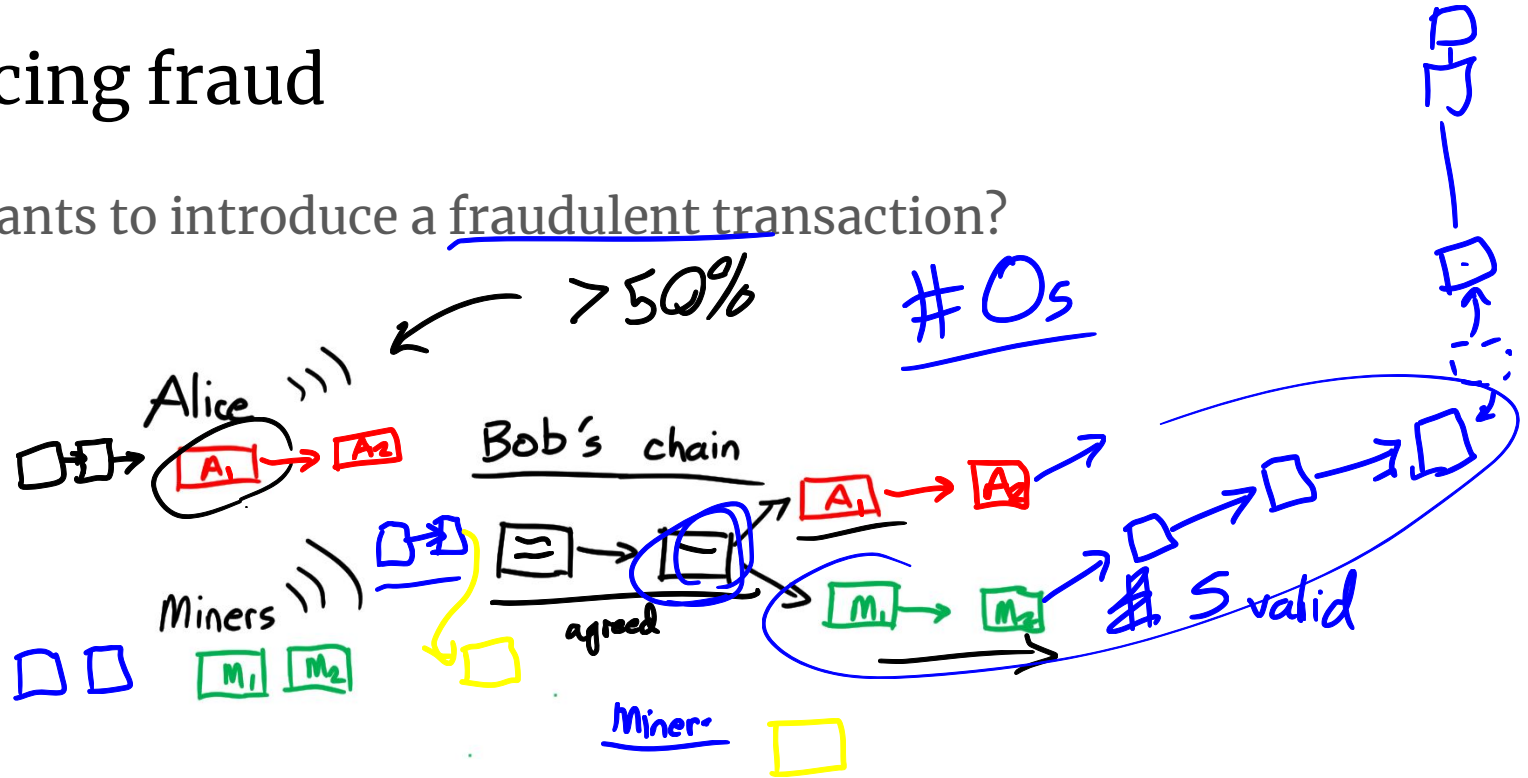 cing fraud
ants to introduce a fraudulent transaction?
>50%
# 0s
Alice
A1
A2
Bob's chain
A1
A2
Miners
agreed
M1
M2
5 valid
M1
M2
Miner